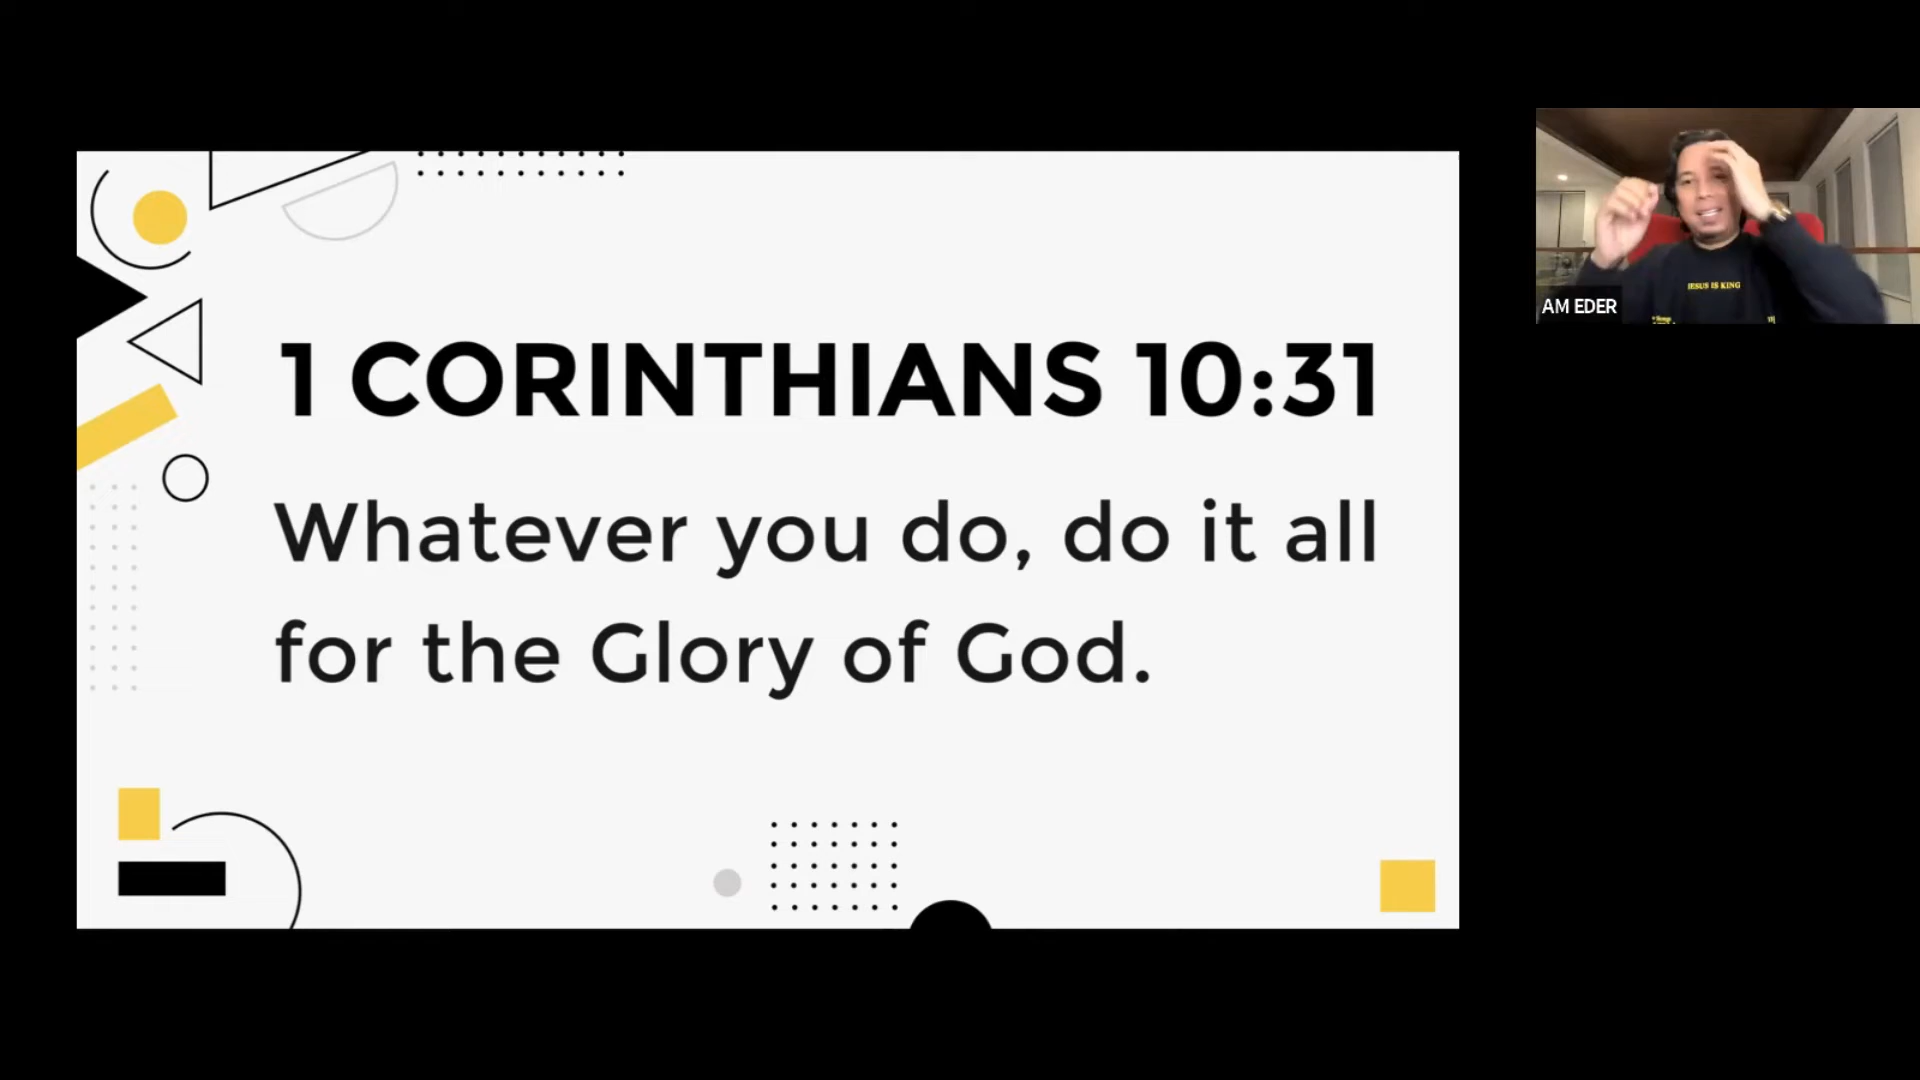 1 CORINTHIANS 10:31
Whatever you do, do it all
for the Glory of God.
AM EDER
JESUS IS KING